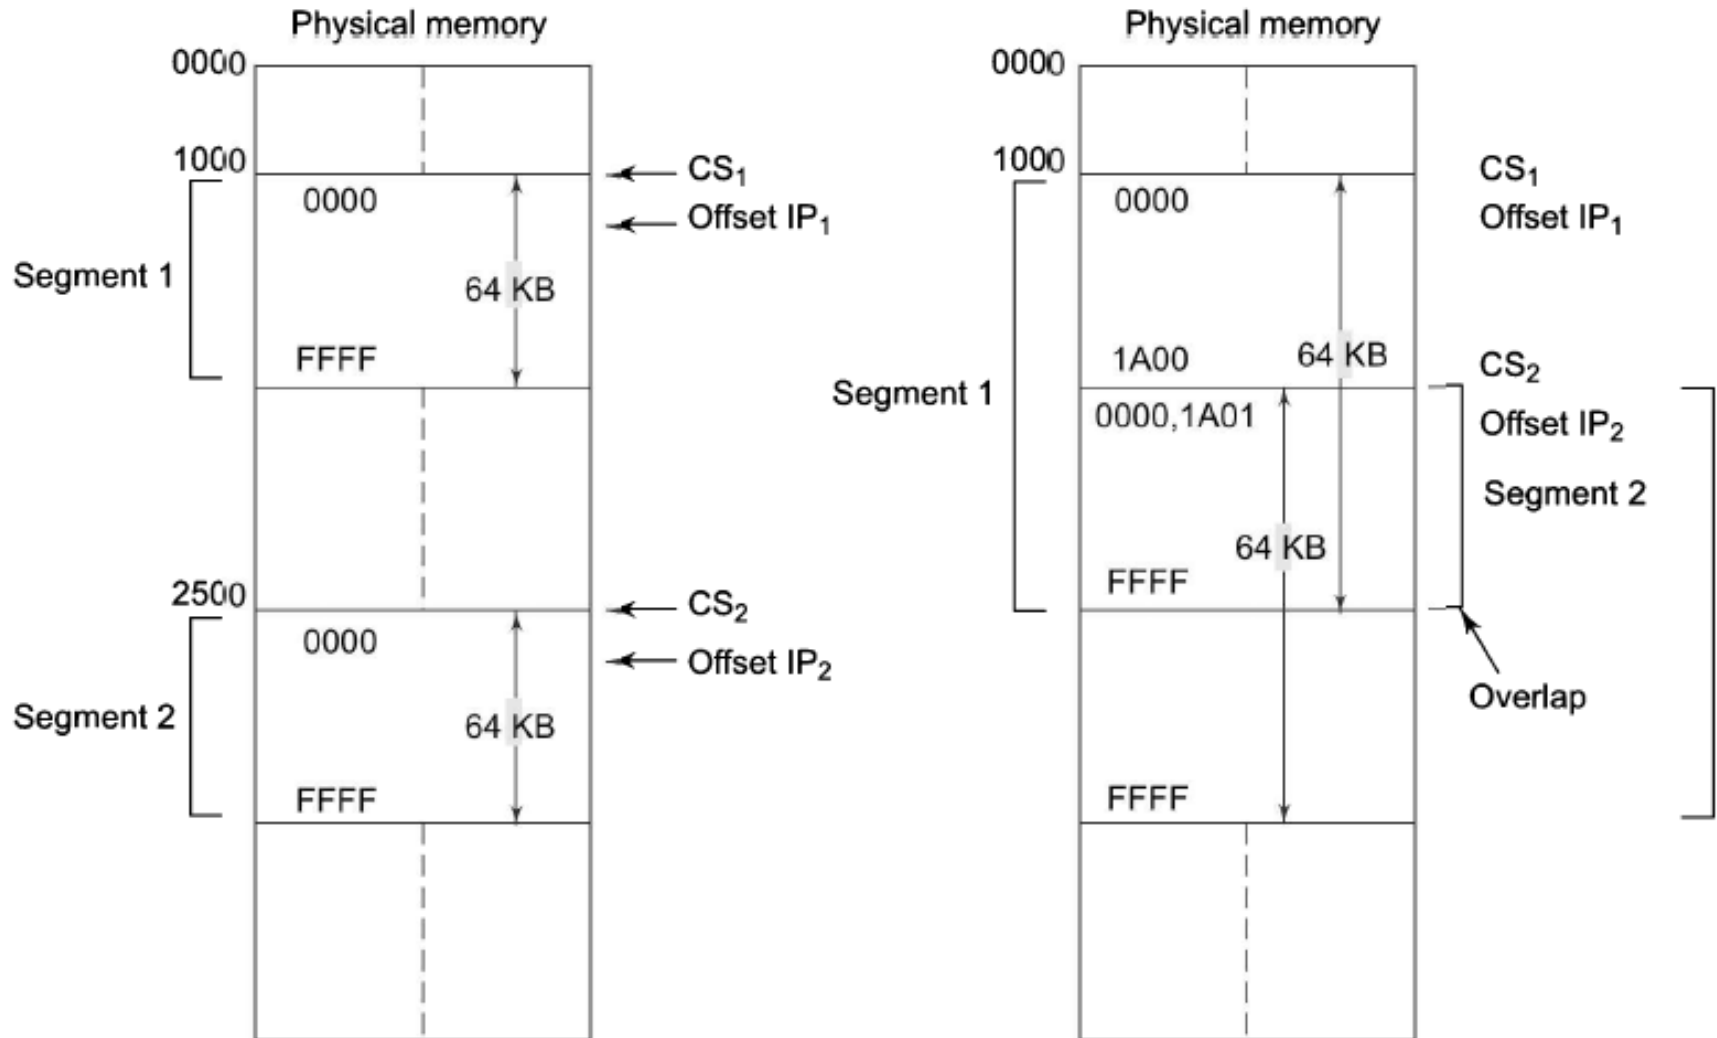 Physical memory
0000
1000
CS₁
0000
Offset IP₁
Segment 1
64 KB
FFFF
2500
CS₂
0000
Offset IP₂
Segment 2
64 KB
FFFF
Physical memory
0000
1000
CS₁
0000
Offset IP₁
1A00
64 KB
CS₂
Segment 1
0000,1A01
Offset IP₂
Segment 2
64 KB
FFFF
Overlap
FFFF